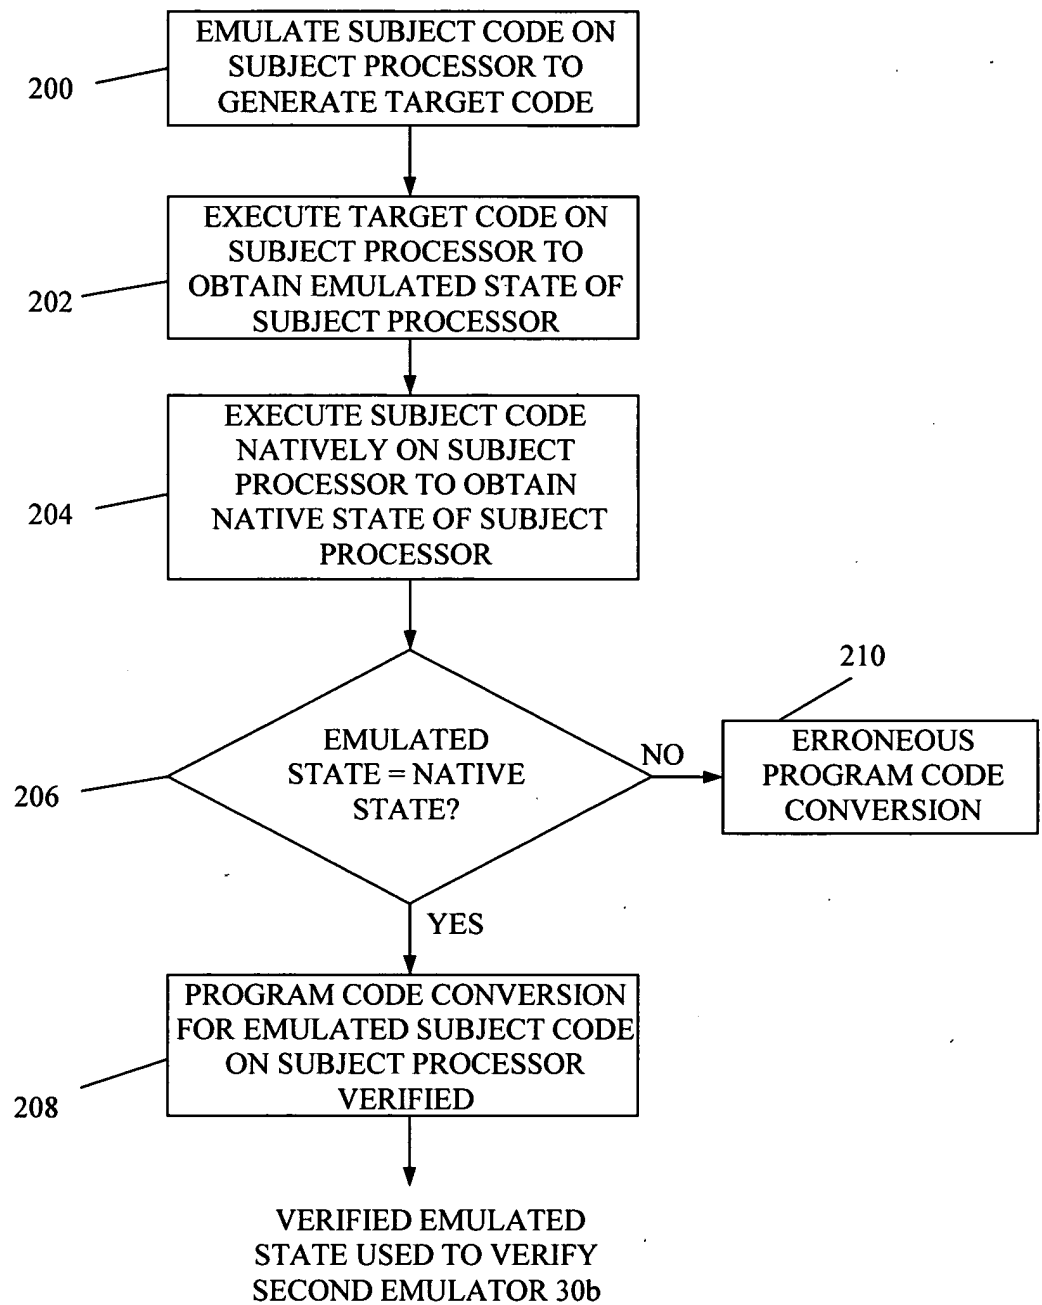 EMULATE SUBJECT CODE ON
SUBJECT PROCESSOR TO
GENERATE TARGET CODE
200
EXECUTE TARGET CODE ON
SUBJECT PROCESSOR TO
OBTAIN EMULATED STATE OF
SUBJECT PROCESSOR
202
EXECUTE SUBJECT CODE
NATIVELY ON SUBJECT
PROCESSOR TO OBTAIN
NATIVE STATE OF SUBJECT
PROCESSOR
204
EMULATED
STATE = NATIVE
STATE?
206
NO
210
ERRONEOUS
PROGRAM CODE
CONVERSION
YES
PROGRAM CODE CONVERSION
FOR EMULATED SUBJECT CODE
ON SUBJECT PROCESSOR
VERIFIED
208
VERIFIED EMULATED
STATE USED TO VERIFY
SECOND EMULATOR 30b